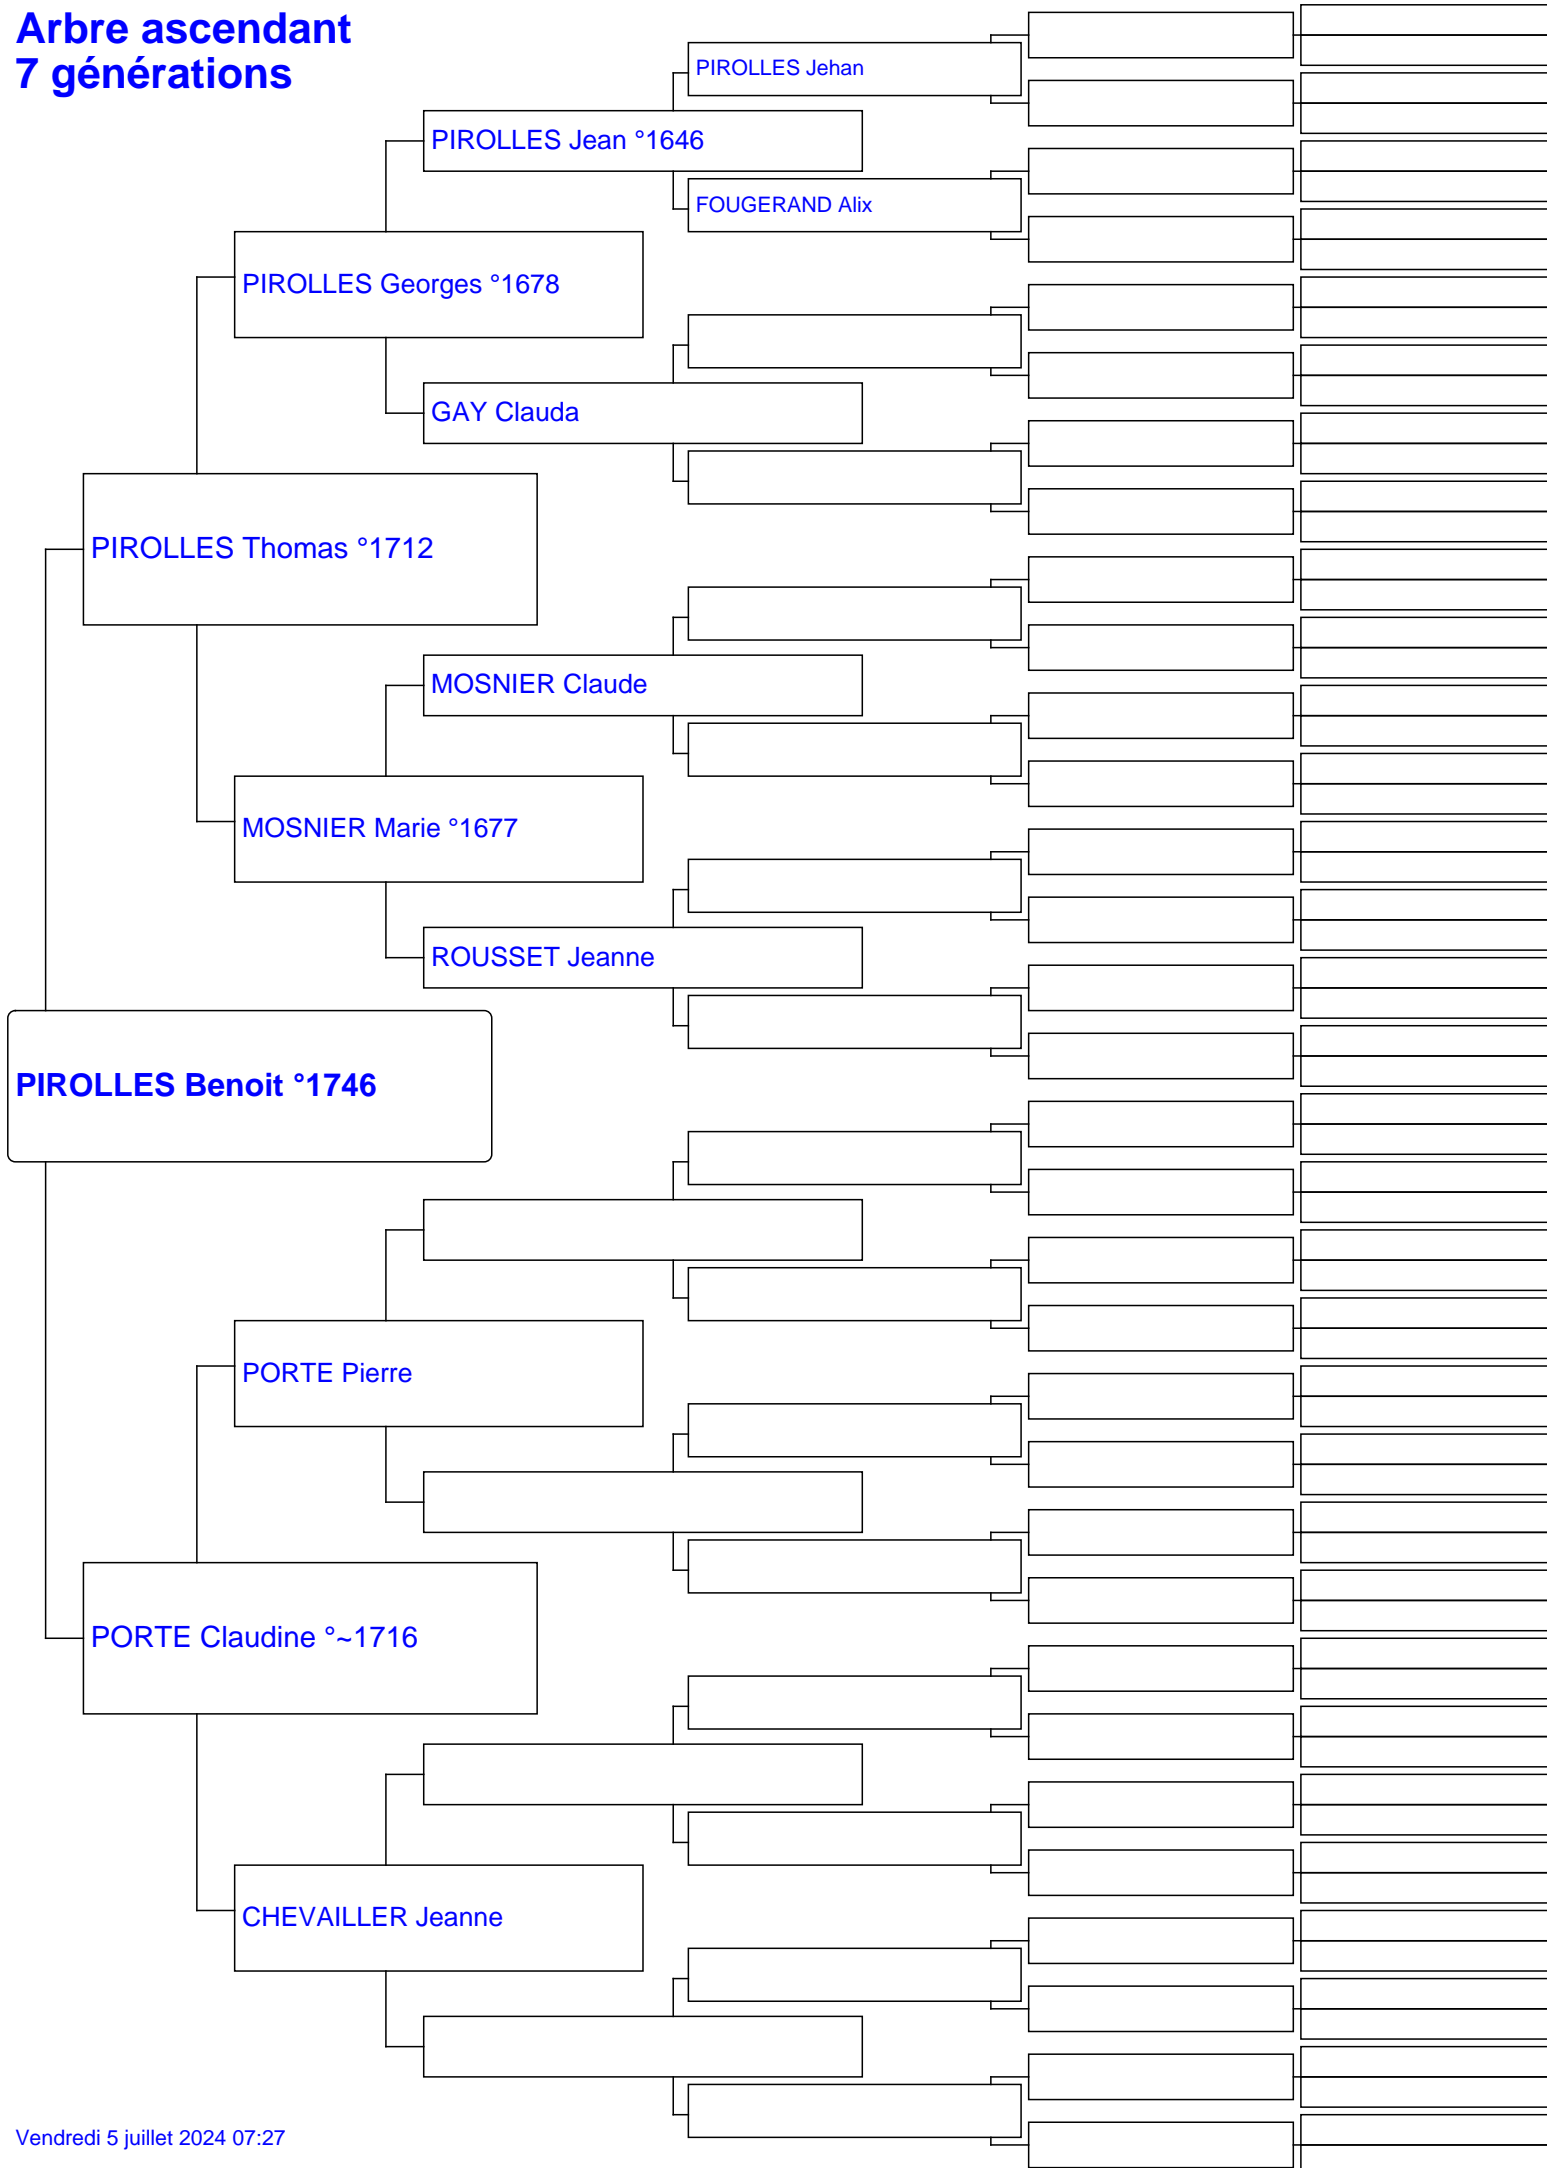 Arbre ascendant
7 générations
PIROLLES Jehan
PIROLLES Jean °1646
FOUGERAND Alix
PIROLLES Georges °1678
GAY Clauda
PIROLLES Thomas °1712
MOSNIER Claude
MOSNIER Marie °1677
ROUSSET Jeanne
PIROLLES Benoit °1746
PORTE Pierre
PORTE Claudine °~1716
CHEVAILLER Jeanne
Vendredi 5 juillet 2024 07:27